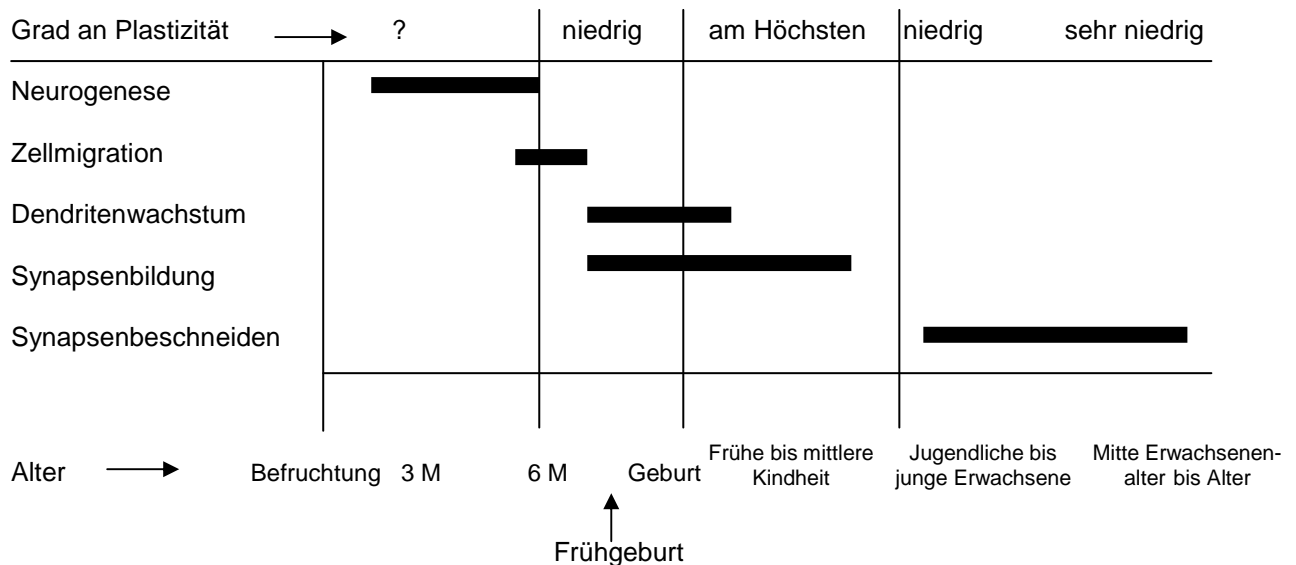 Grad an Plastizität ? niedrig am Höchsten niedrig sehr niedrig
Neurogenese
Zellmigration
Dendritenwachstum
Synapsenbildung
Synapsenbeschneiden
Alter Befruchtung 3 M 6 M Geburt
Frühe bis mittlere
Kindheit
Jugendliche bis
junge Erwachsene
Mitte Erwachsenen-
alter bis Alter
Frühgeburt